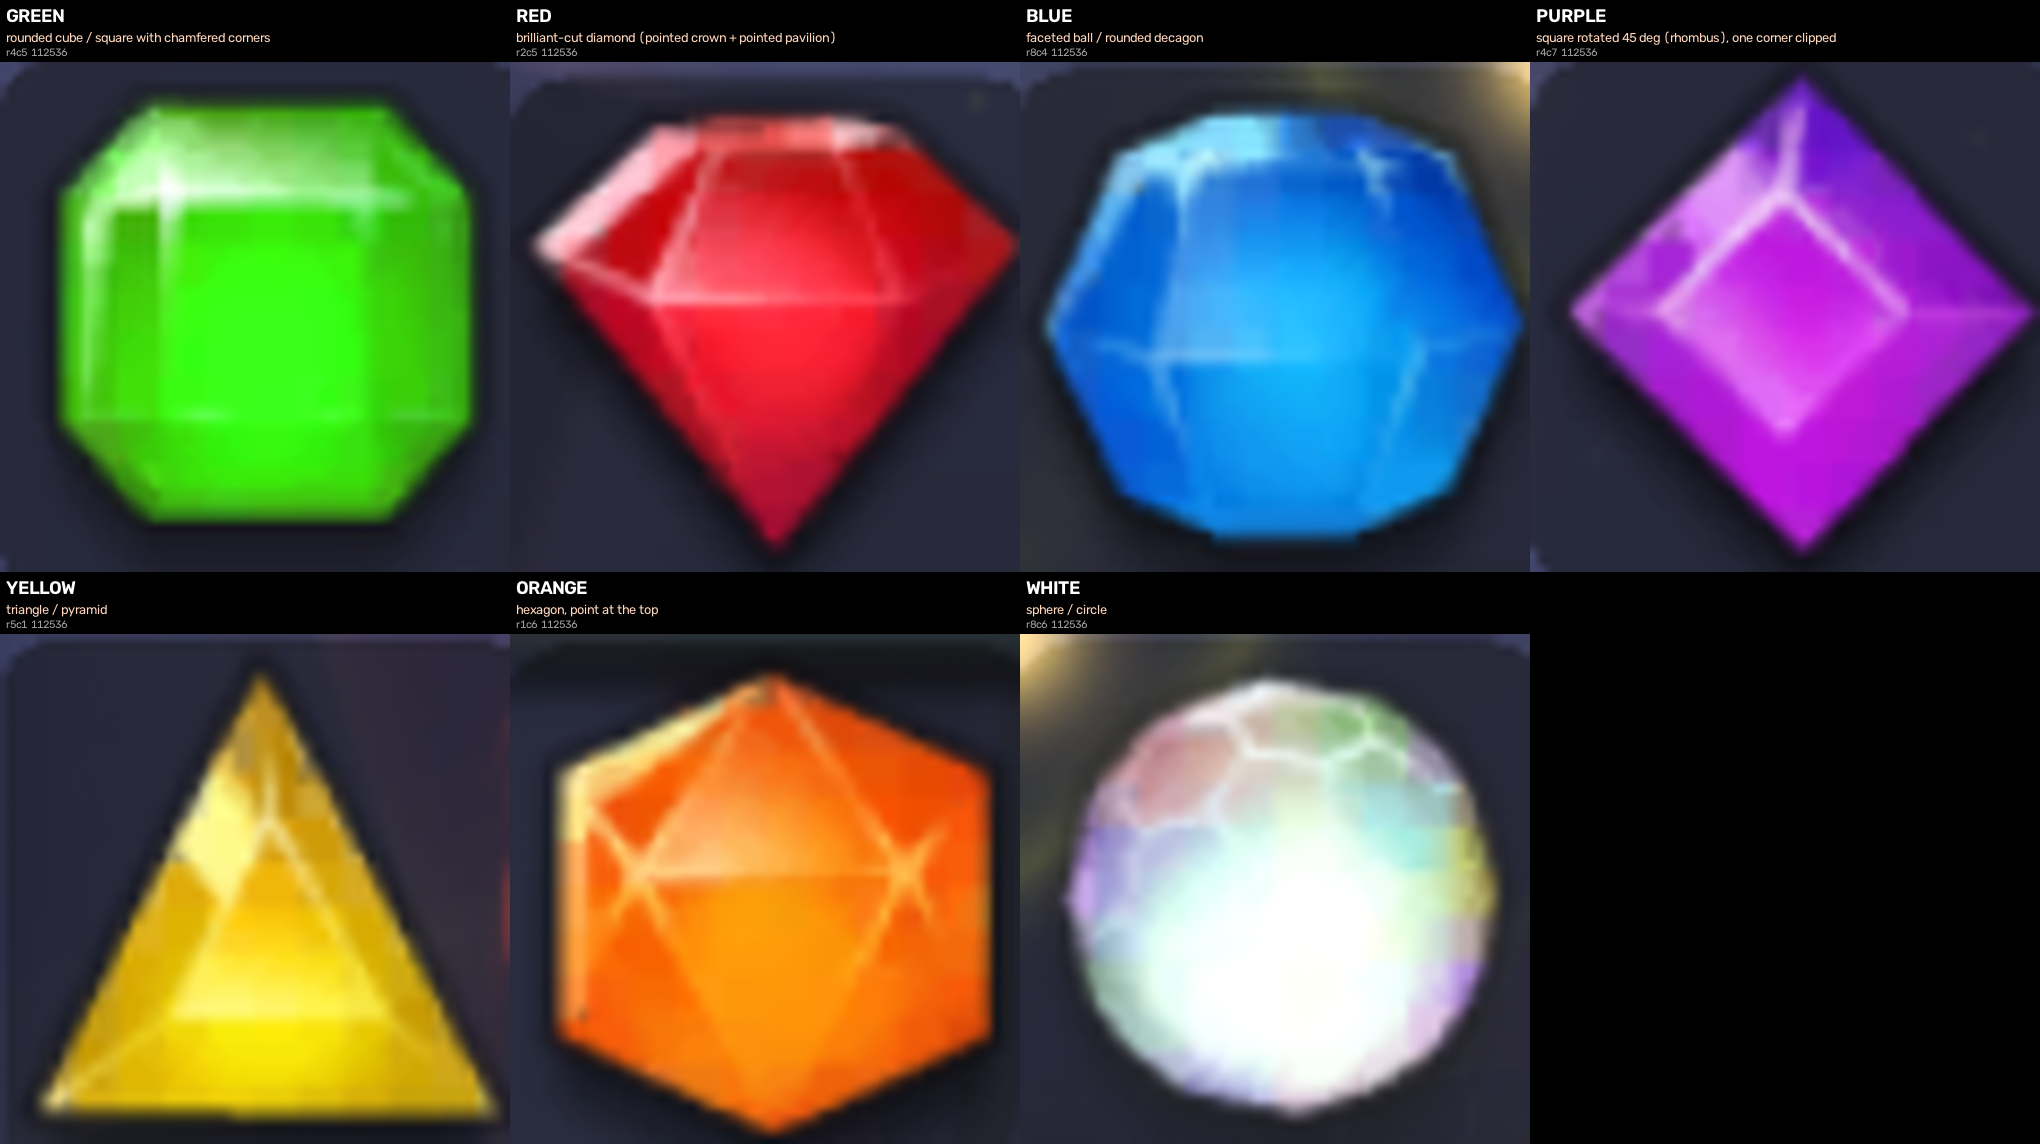 GREEN
rounded cube / square with chamfered corners
r4c5 112536
RED
brilliant-cut diamond (pointed crown + pointed pavilion)
r2c5 112536
BLUE
faceted ball / rounded decagon
r8c4 112536
PURPLE
square rotated 45 deg (rhombus), one corner clipped
r4c7 112536
YELLOW
triangle / pyramid
r5c1 112536
ORANGE
hexagon, point at the top
r1c6 112536
WHITE
sphere / circle
r8c6 112536